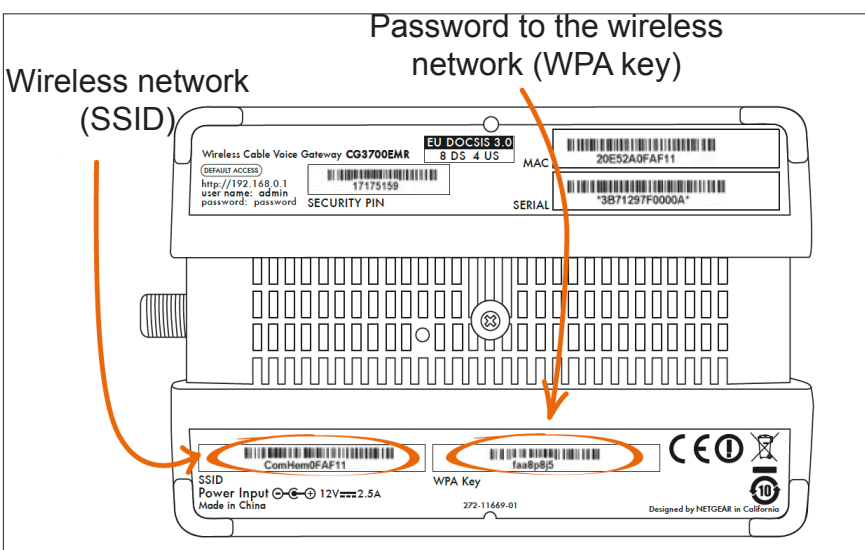 Password to the wireless
network (WPA key)
Wireless network
(SSID)
Wireless Cable Voice Gateway CG3700EMR
EU DOCSIS 3.0
8 DS 4 US
DEFAULT ACCESS
http://192.168.0.1
user name: admin
password: password
17175159
SECURITY PIN
MAC
20E52A0FAF11
SERIAL
*3B71297F0000A*
ComHem0FAF11
SSID
faa8p8j5
WPA Key
Power Input 12V 2.5A
Made in China
272-11669-01
CE
10
Designed by NETGEAR in California